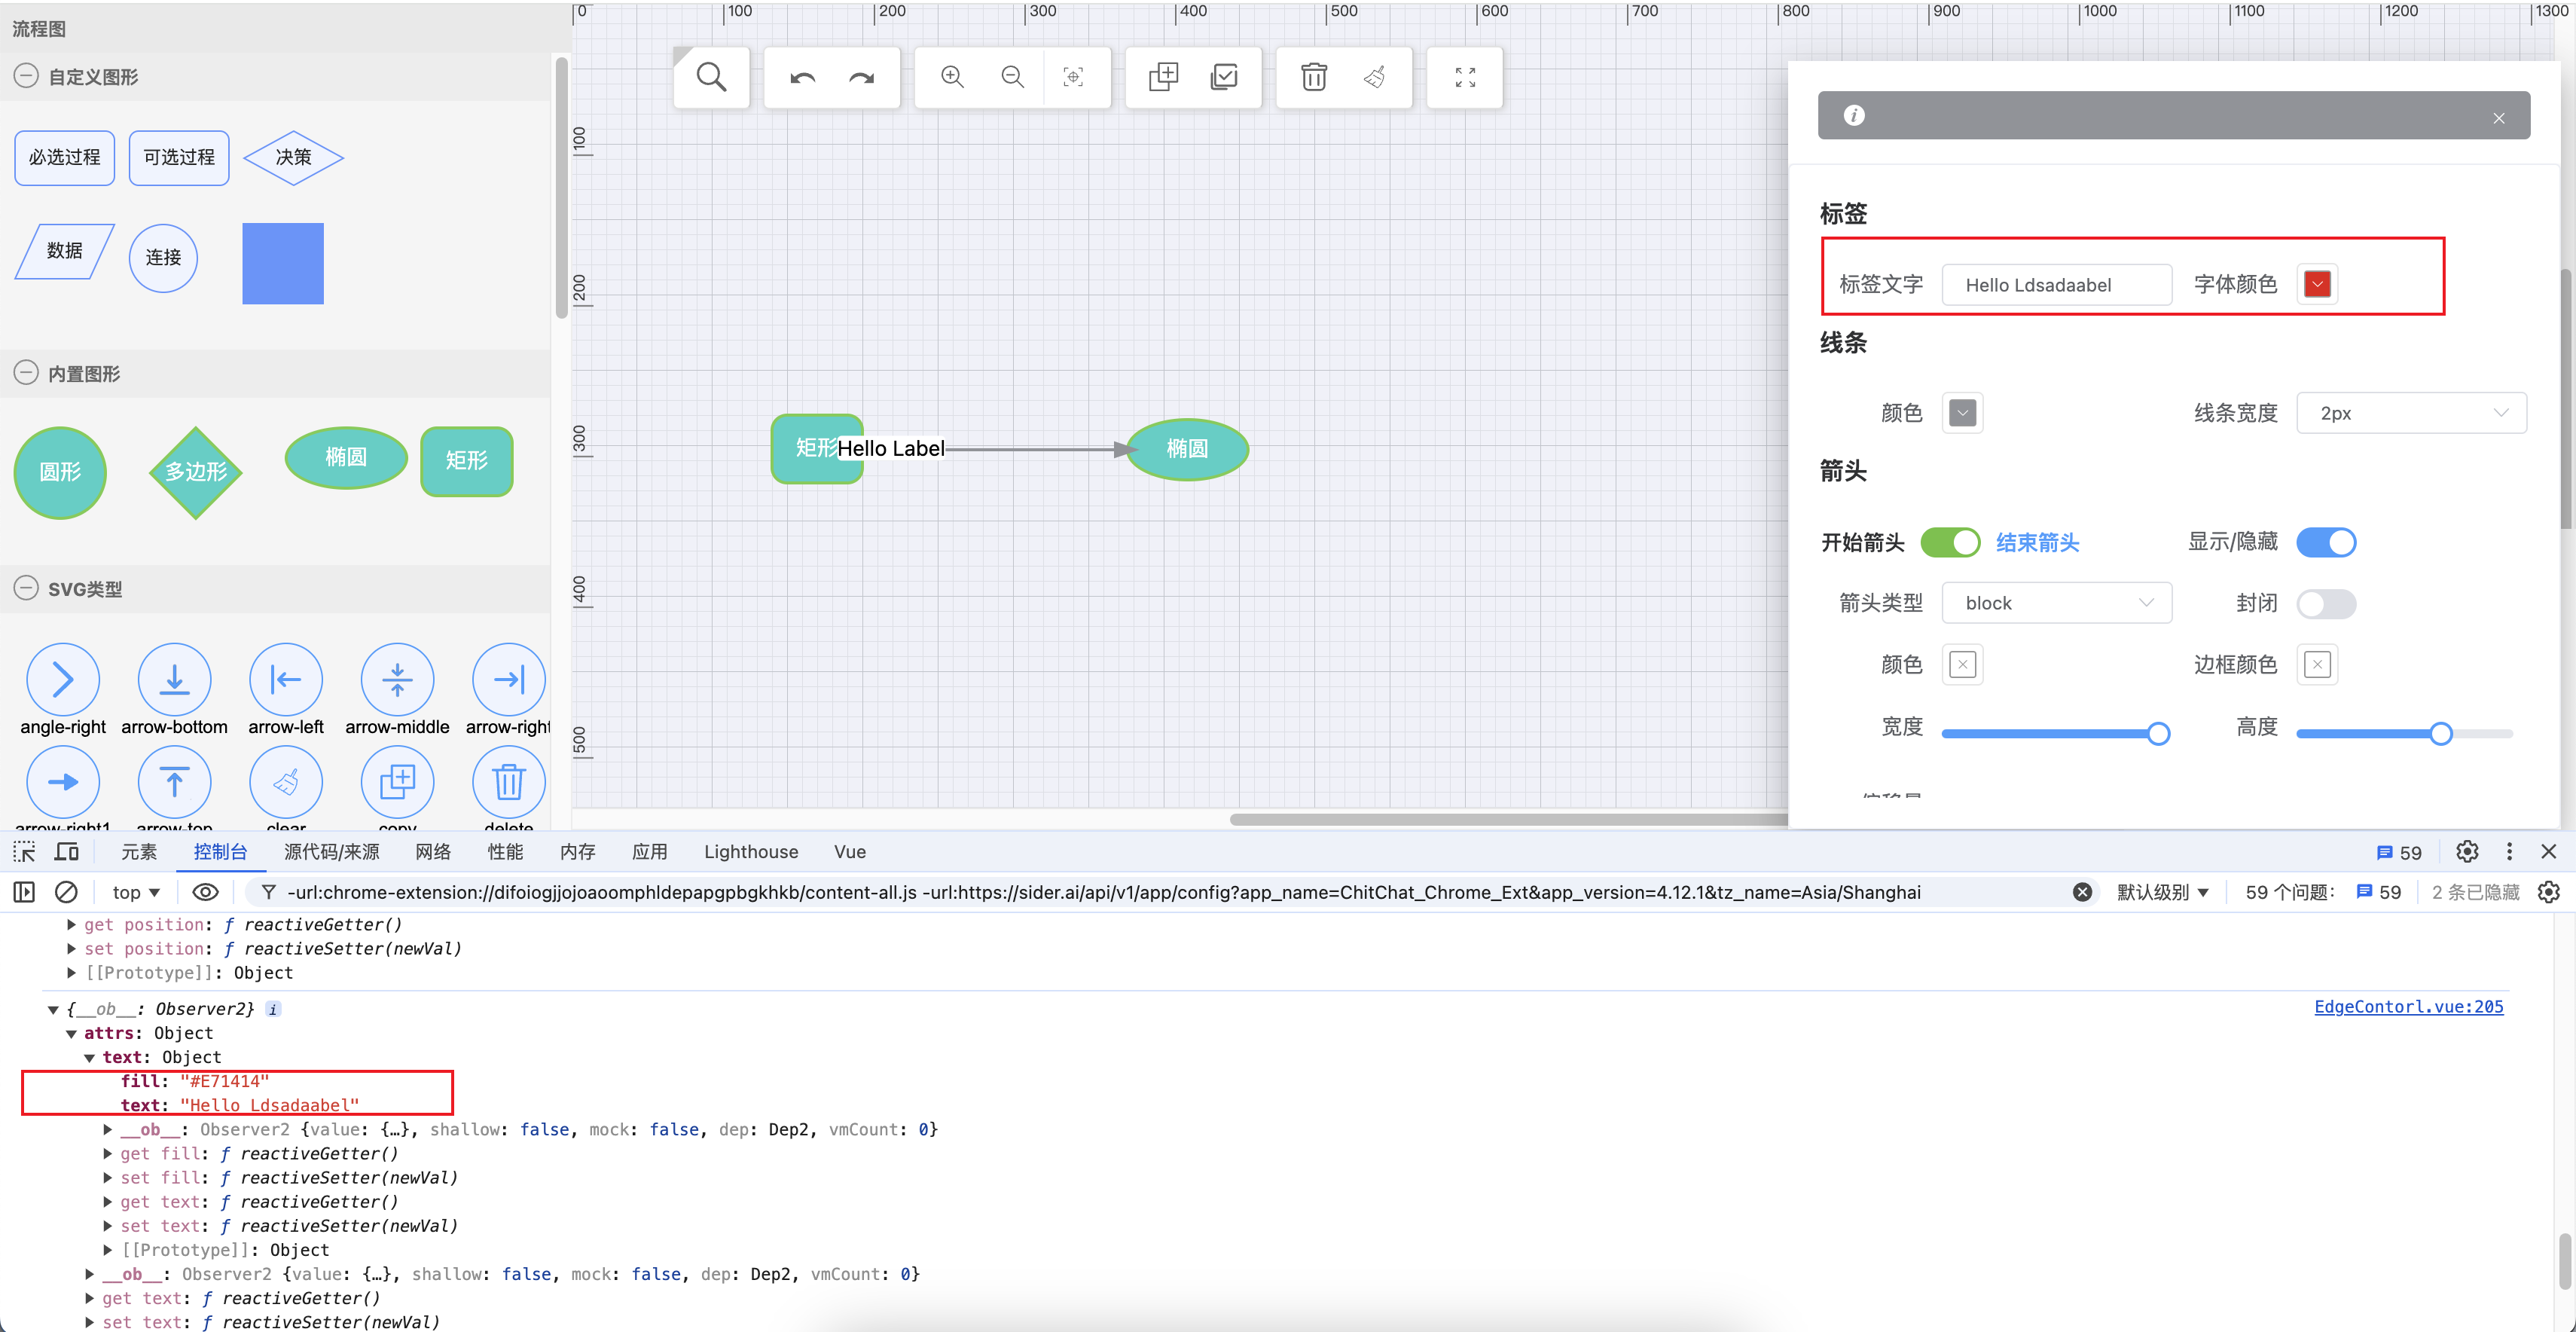 流程图
自定义图形
必选过程 可选过程 决策
数据 连接
内置图形
圆形 多边形 椭圆 矩形
SVG类型
angle-right arrow-bottom arrow-left arrow-middle arrow-right
arrow-right1 arrow-top clear copy delete
0 100 200 300 400 500 600 700 800 900 1000 1100 1200 1300
100
200
300
400
500
矩形 Hello Label 椭圆
标签
标签文字 Hello Ldsadaabel 字体颜色
线条
颜色 线条宽度 2px
箭头
开始箭头 结束箭头 显示/隐藏
箭头类型 block 封闭
颜色 边框颜色
宽度 高度
元素 控制台 源代码/来源 网络 性能 内存 应用 Lighthouse Vue 59
top -url:chrome-extension://difoiogjjojoaoomphldepapgpbgkhkb/content-all.js -url:https://sider.ai/api/v1/app/config?app_name=ChitChat_Chrome_Ext&app_version=4.12.1&tz_name=Asia/Shanghai 默认级别 59 个问题: 59 2 条已隐藏
get position: ƒ reactiveGetter()
set position: ƒ reactiveSetter(newVal)
[[Prototype]]: Object
{__ob__: Observer2} i EdgeContorl.vue:205
attrs: Object
text: Object
fill: "#E71414"
text: "Hello Ldsadaabel"
__ob__: Observer2 {value: {…}, shallow: false, mock: false, dep: Dep2, vmCount: 0}
get fill: ƒ reactiveGetter()
set fill: ƒ reactiveSetter(newVal)
get text: ƒ reactiveGetter()
set text: ƒ reactiveSetter(newVal)
[[Prototype]]: Object
__ob__: Observer2 {value: {…}, shallow: false, mock: false, dep: Dep2, vmCount: 0}
get text: ƒ reactiveGetter()
set text: ƒ reactiveSetter(newVal)